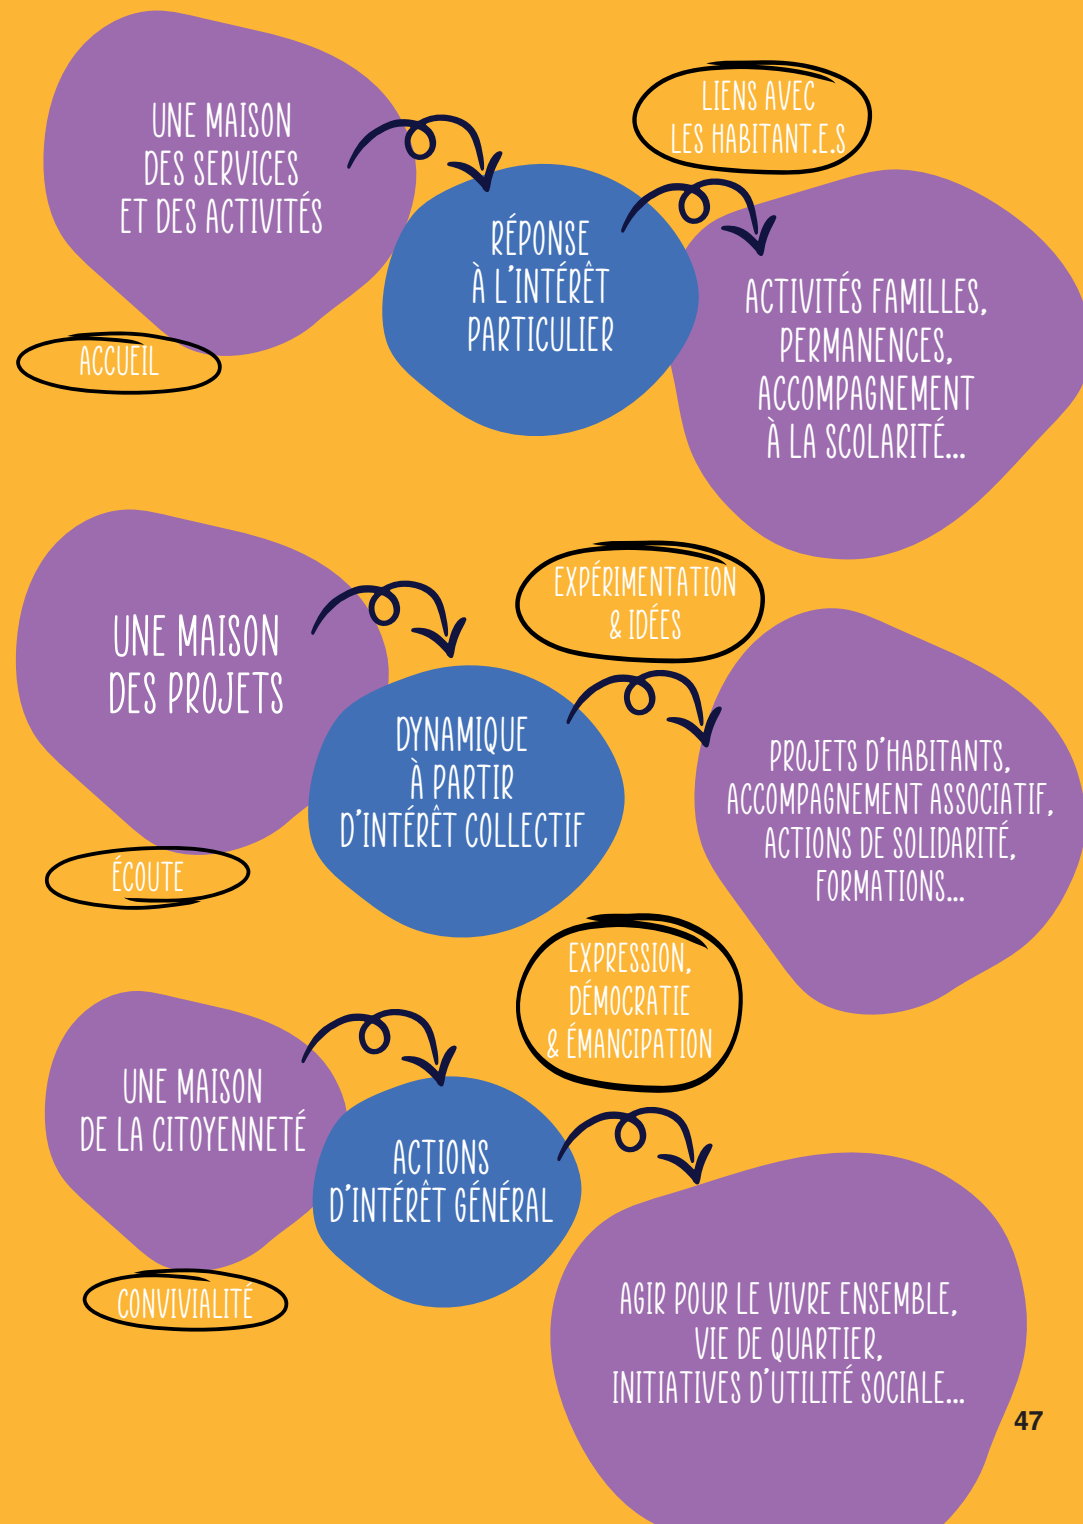 UNE MAISON
DES SERVICES
ET DES ACTIVITÉS
ACCUEIL
RÉPONSE
À L'INTÉRÊT
PARTICULIER
LIENS AVEC
LES HABITANT.E.S
ACTIVITÉS FAMILLES,
PERMANENCES,
ACCOMPAGNEMENT
À LA SCOLARITÉ...
UNE MAISON
DES PROJETS
ÉCOUTE
DYNAMIQUE
À PARTIR
D'INTÉRÊT COLLECTIF
EXPÉRIMENTATION
& IDÉES
PROJETS D'HABITANTS,
ACCOMPAGNEMENT ASSOCIATIF,
ACTIONS DE SOLIDARITÉ,
FORMATIONS...
UNE MAISON
DE LA CITOYENNETÉ
CONVIVIALITÉ
ACTIONS
D'INTÉRÊT GÉNÉRAL
EXPRESSION,
DÉMOCRATIE
& ÉMANCIPATION
AGIR POUR LE VIVRE ENSEMBLE,
VIE DE QUARTIER,
INITIATIVES D'UTILITÉ SOCIALE...
47